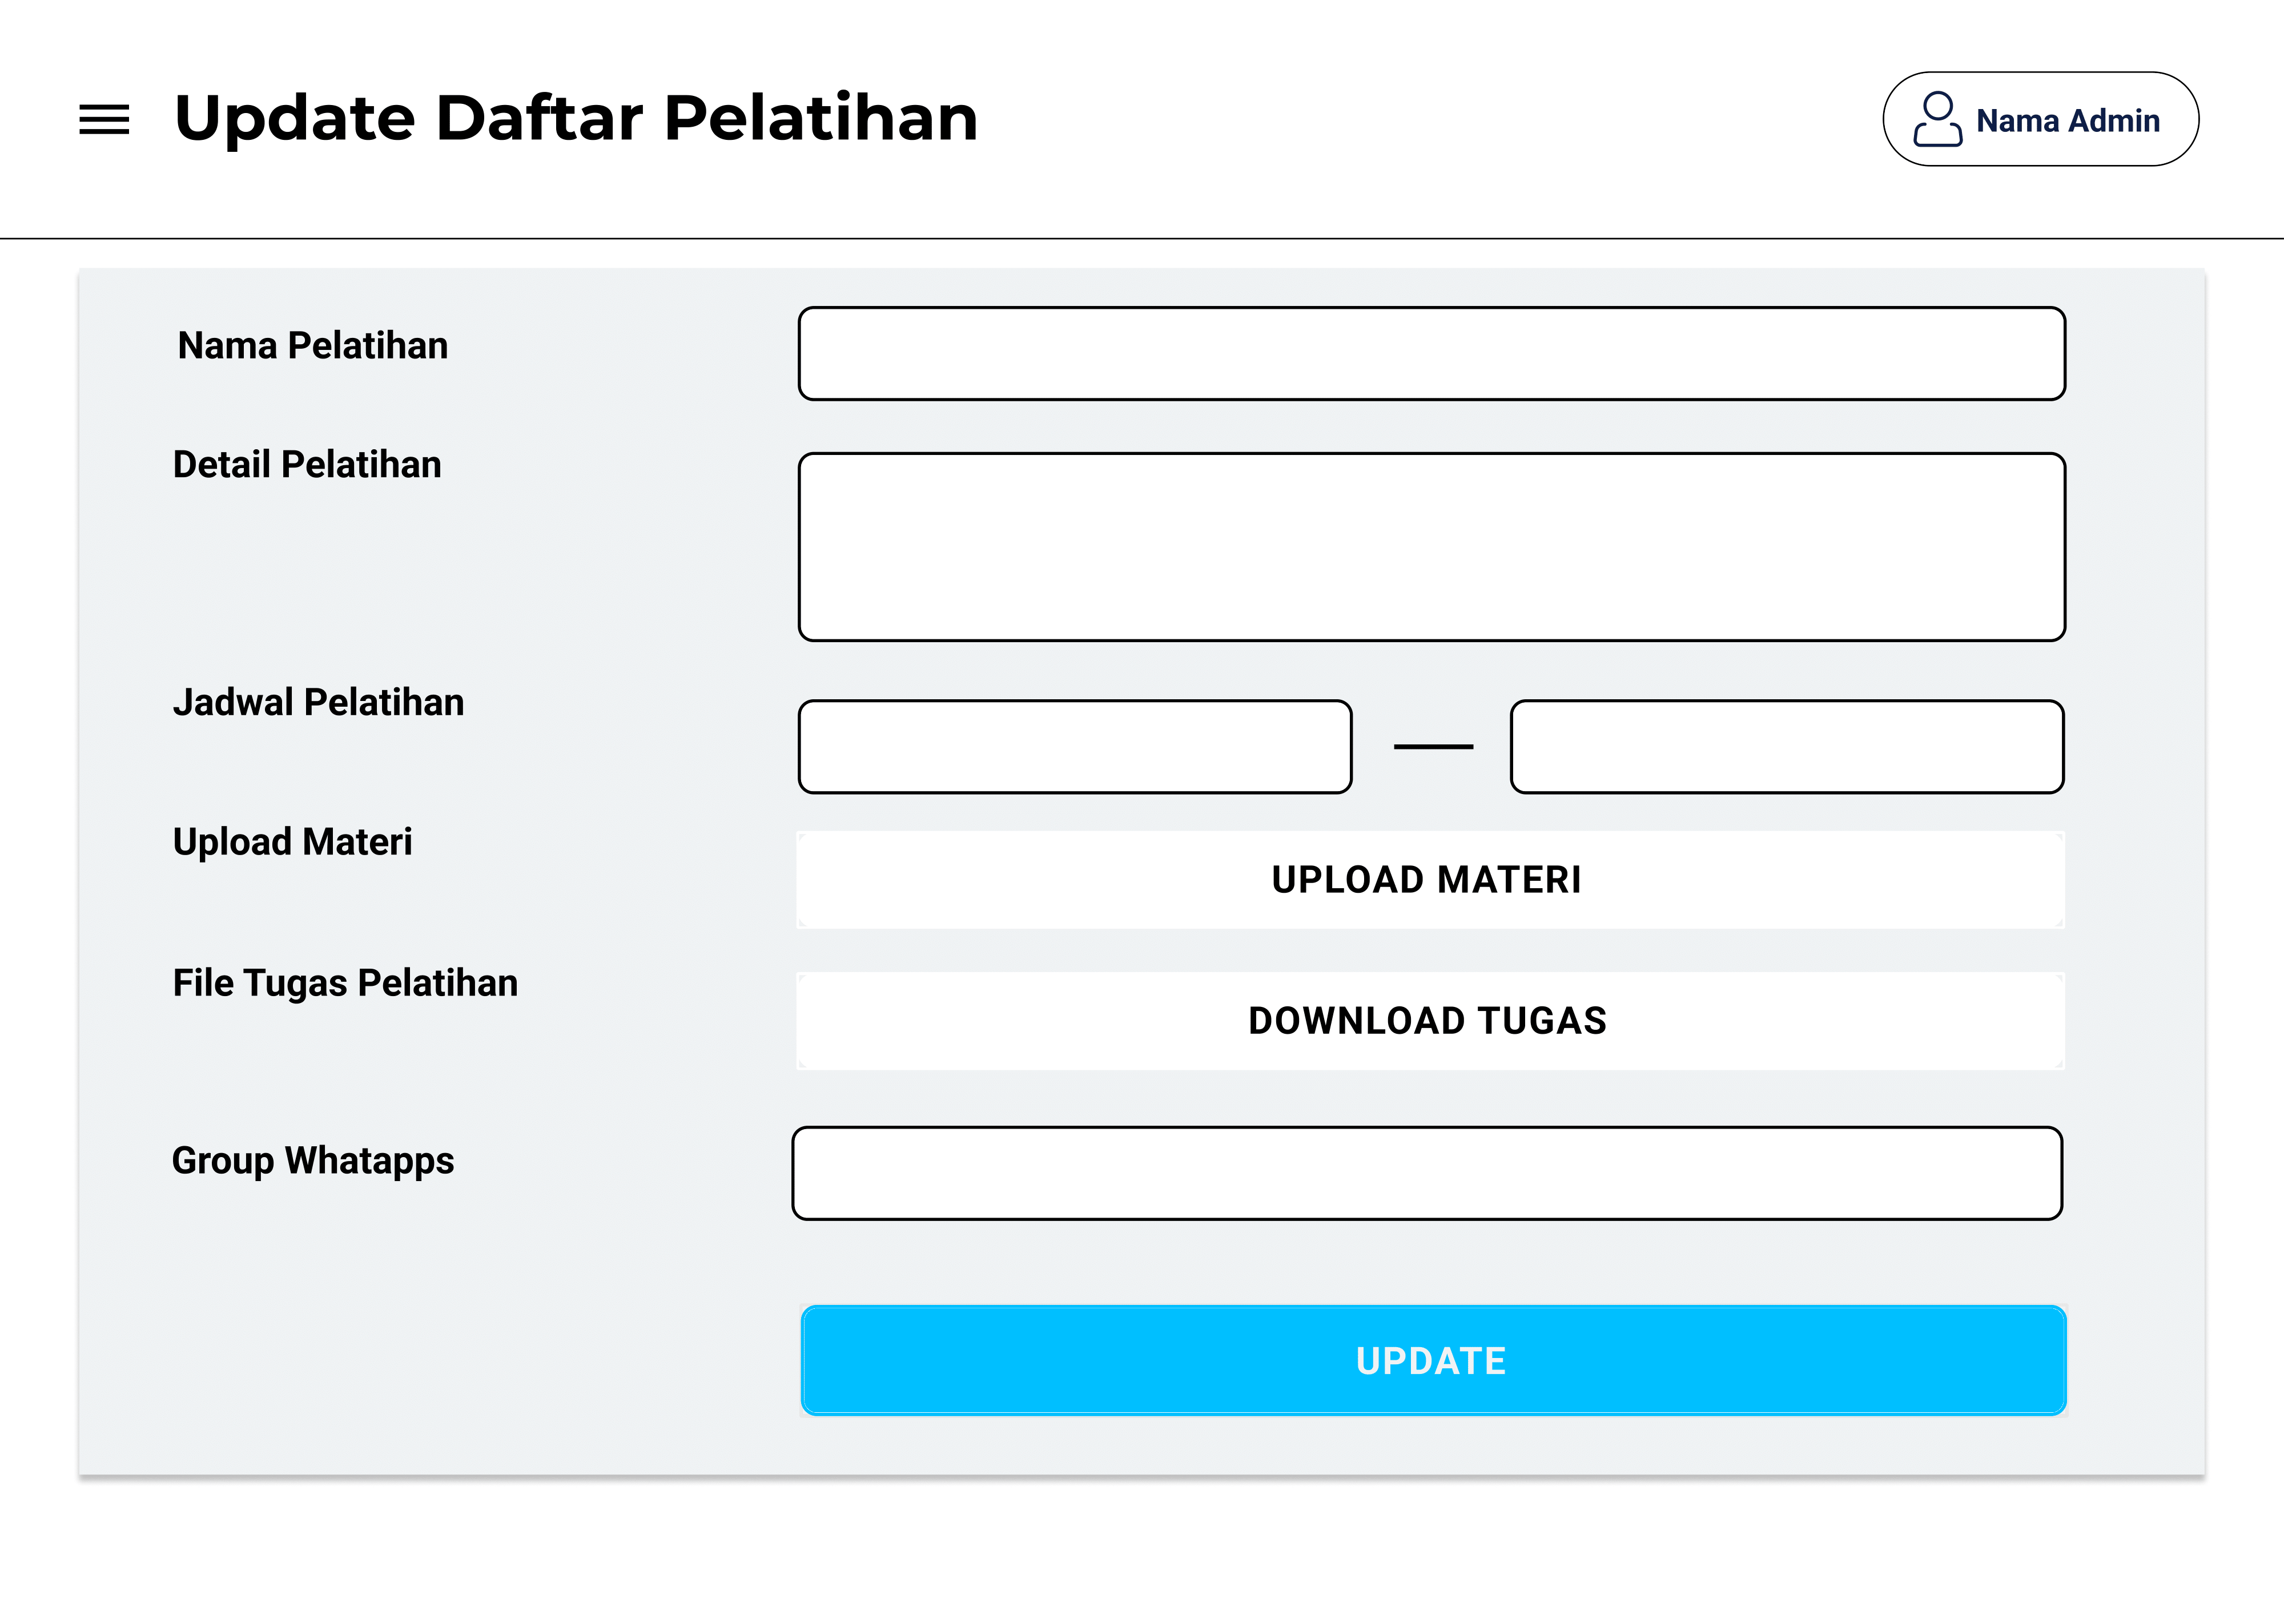 Update Daftar Pelatihan
Nama Admin
Nama Pelatihan
Detail Pelatihan
Jadwal Pelatihan
Upload Materi
UPLOAD MATERI
File Tugas Pelatihan
DOWNLOAD TUGAS
Group Whatapps
UPDATE